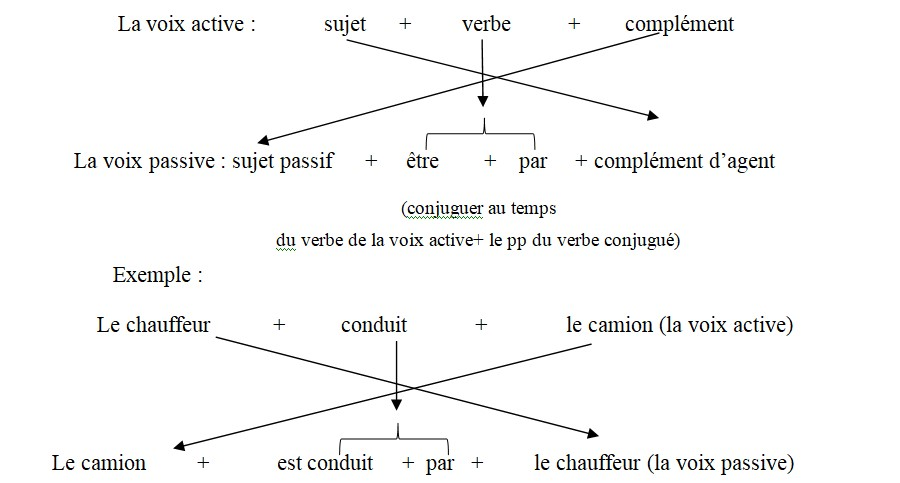 La voix active : sujet + verbe + complément
La voix passive : sujet passif + être + par + complément d’agent
(conjuguer au temps
du verbe de la voix active+ le pp du verbe conjugué)
Exemple :
Le chauffeur + conduit + le camion (la voix active)
Le camion + est conduit + par + le chauffeur (la voix passive)